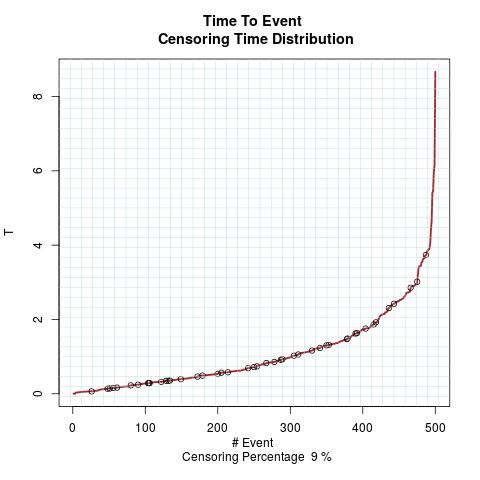 Time To Event
Censoring Time Distribution
T
8
6
4
2
0
0 100 200 300 400 500
# Event
Censoring Percentage 9 %